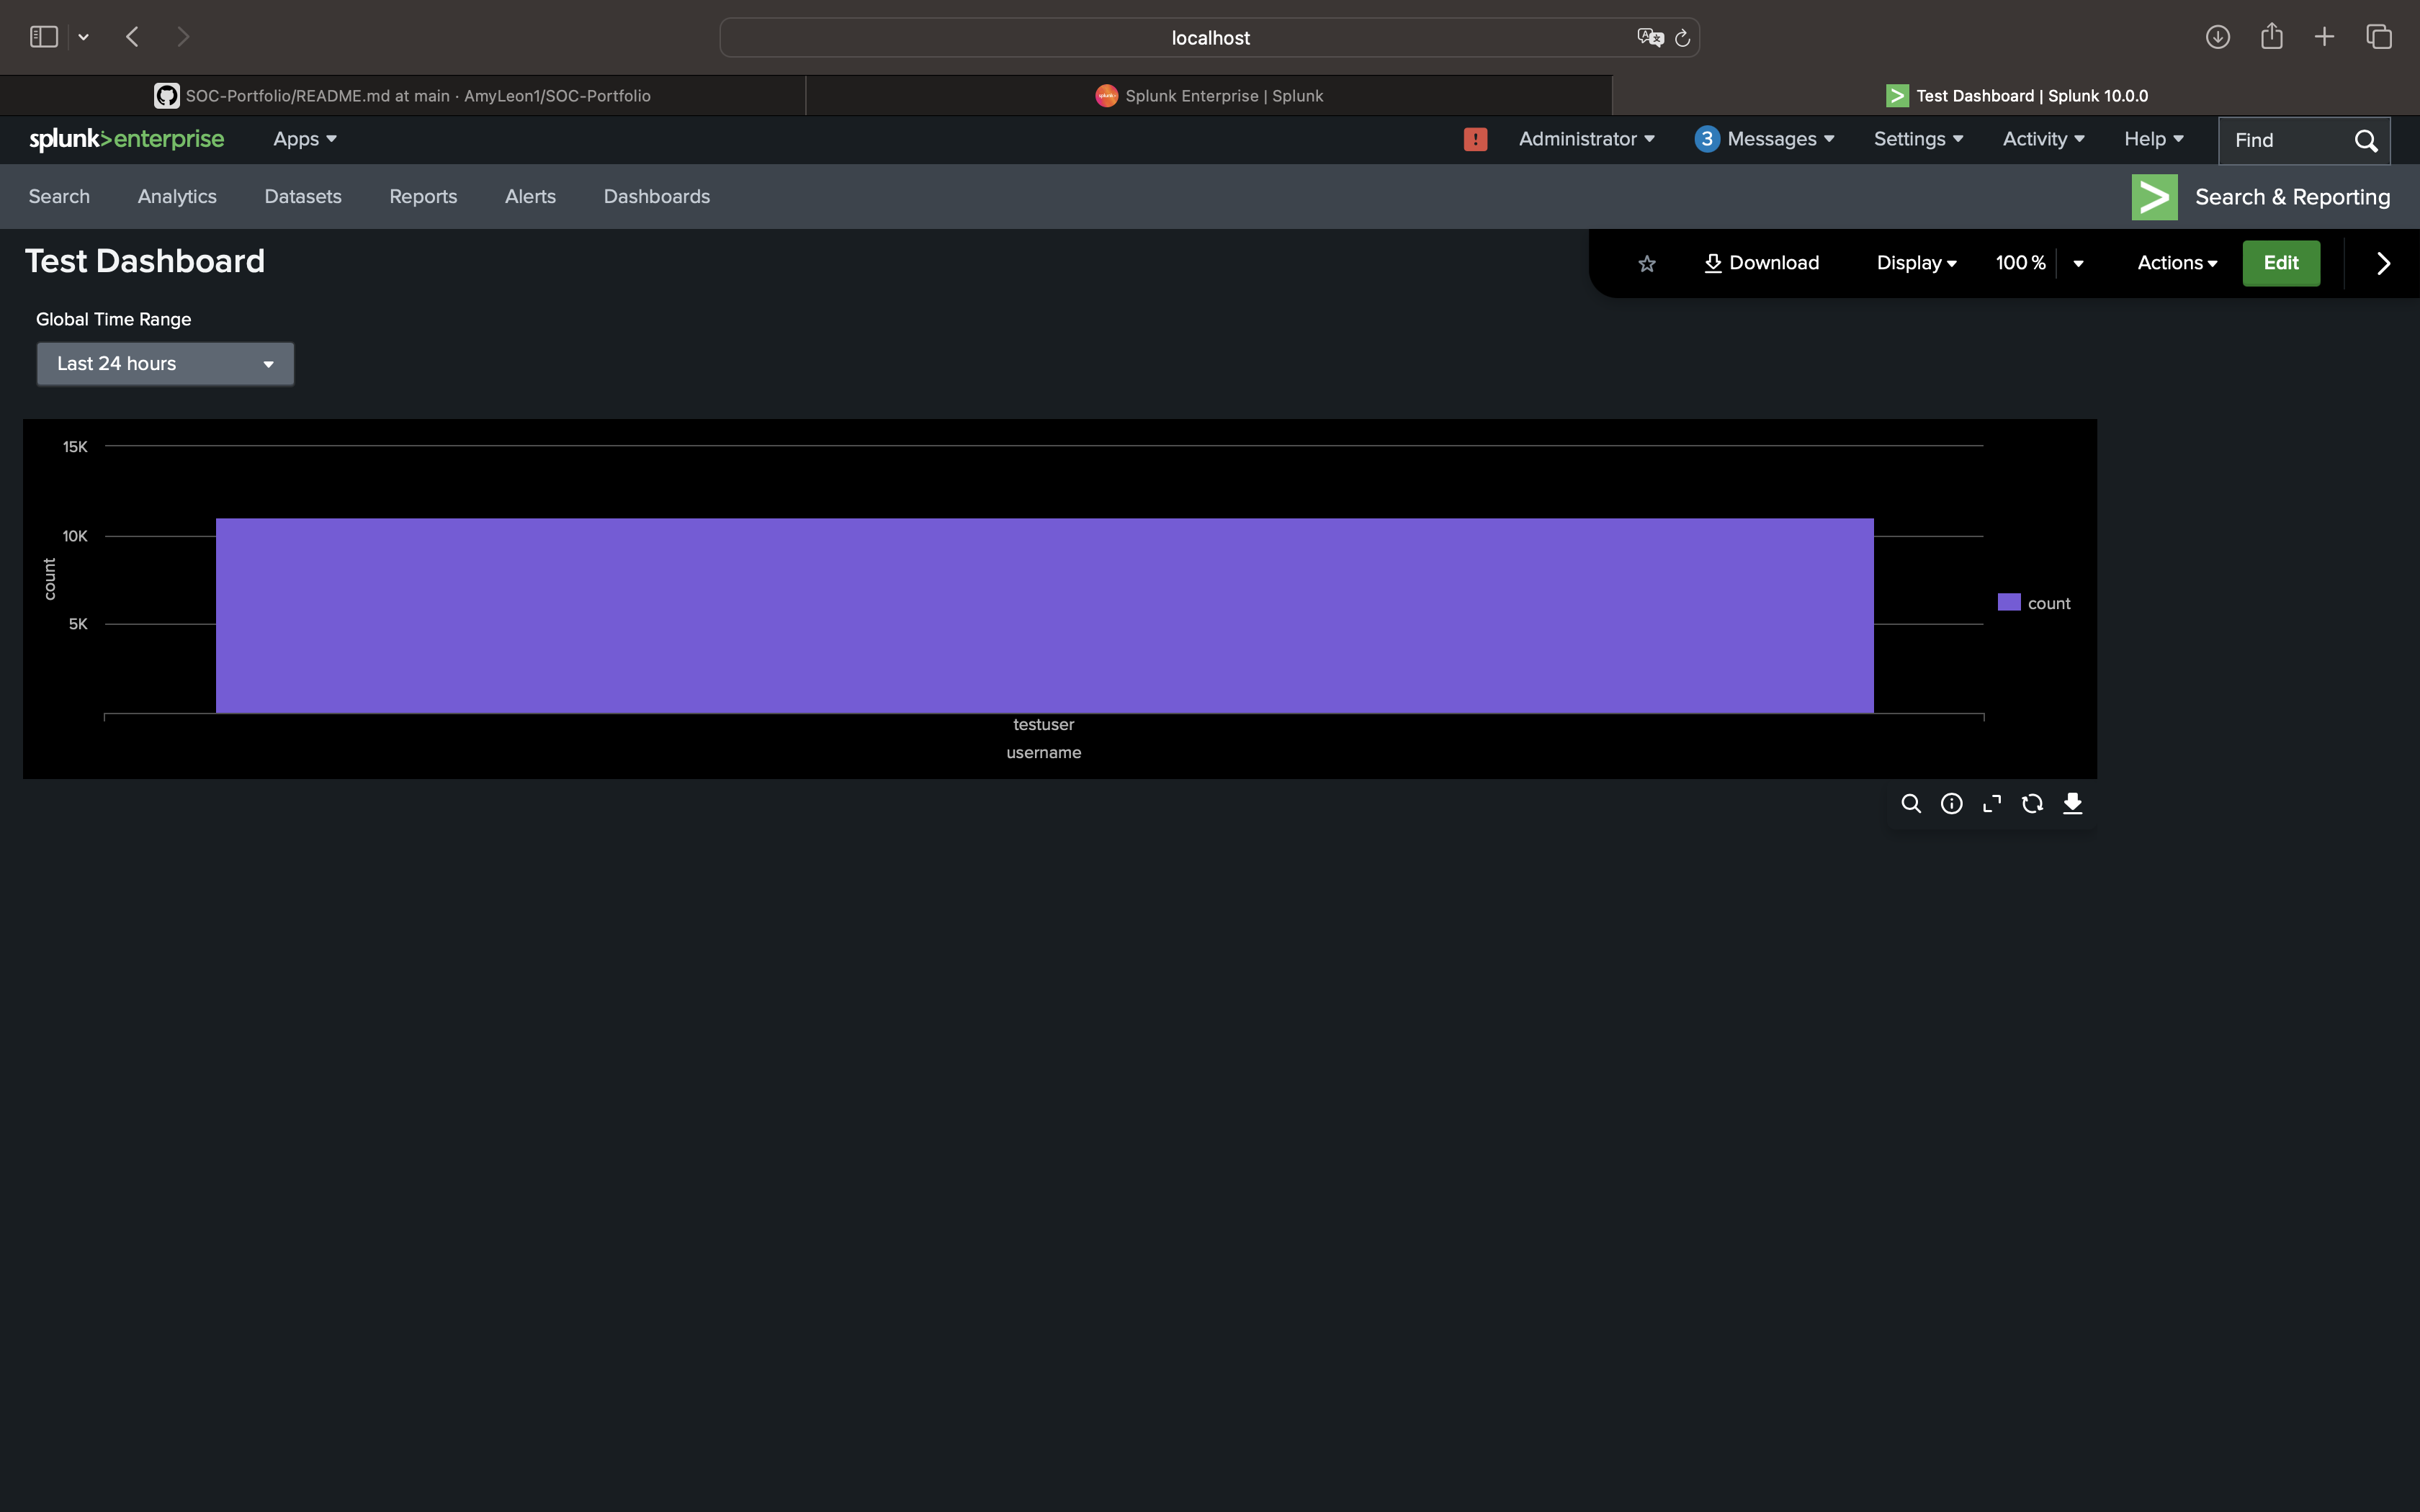 localhost
SOC-Portfolio/README.md at main · AmyLeon1/SOC-Portfolio
Splunk Enterprise | Splunk
Test Dashboard | Splunk 10.0.0
splunk>enterprise
Apps
!
Administrator
3 Messages
Settings
Activity
Help
Find
Search
Analytics
Datasets
Reports
Alerts
Dashboards
Search & Reporting
Test Dashboard
Download
Display
100 %
Actions
Edit
Global Time Range
Last 24 hours
15K
10K
5K
count
testuser
username
count